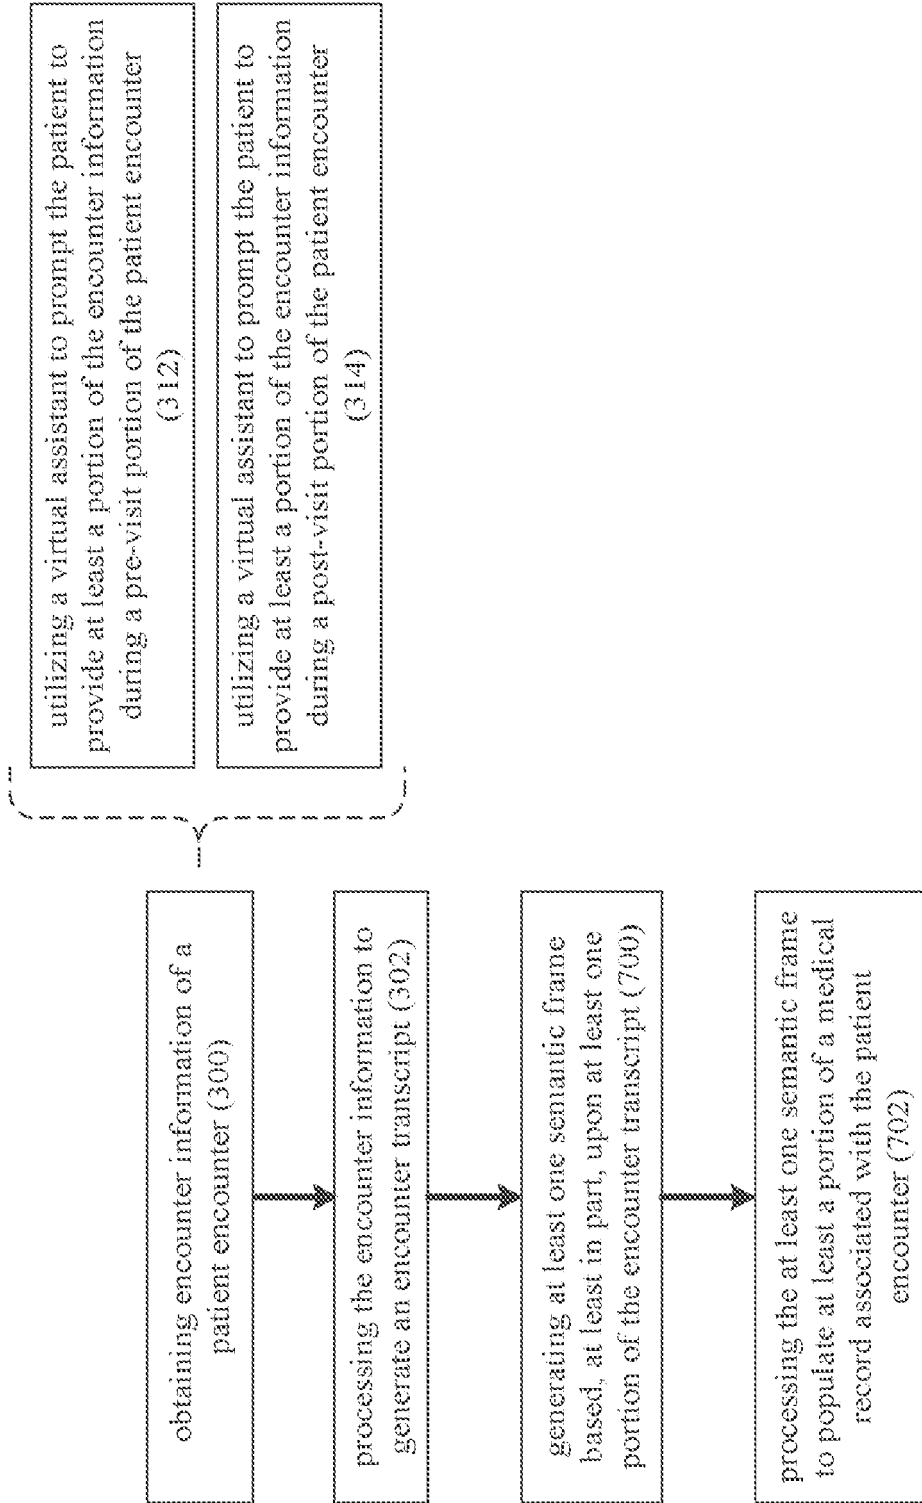 obtaining encounter information of a
patient encounter (300)
processing the encounter information to
generate an encounter transcript (302)
generating at least one semantic frame
based, at least in part, upon at least one
portion of the encounter transcript (700)
processing the at least one semantic frame
to populate at least a portion of a medical
record associated with the patient
encounter (702)
utilizing a virtual assistant to prompt the patient to
provide at least a portion of the encounter information
during a pre-visit portion of the patient encounter
(312)
utilizing a virtual assistant to prompt the patient to
provide at least a portion of the encounter information
during a post-visit portion of the patient encounter
(314)